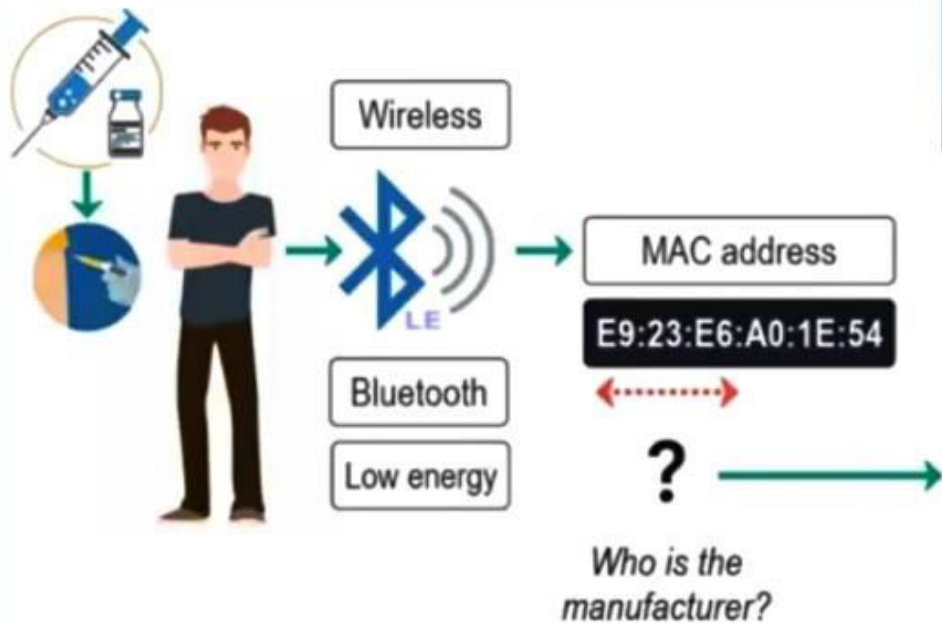 Wireless
LE
MAC address
E9:23:E6:A0:1E:54
Bluetooth
Low energy
?
Who is the
manufacturer?